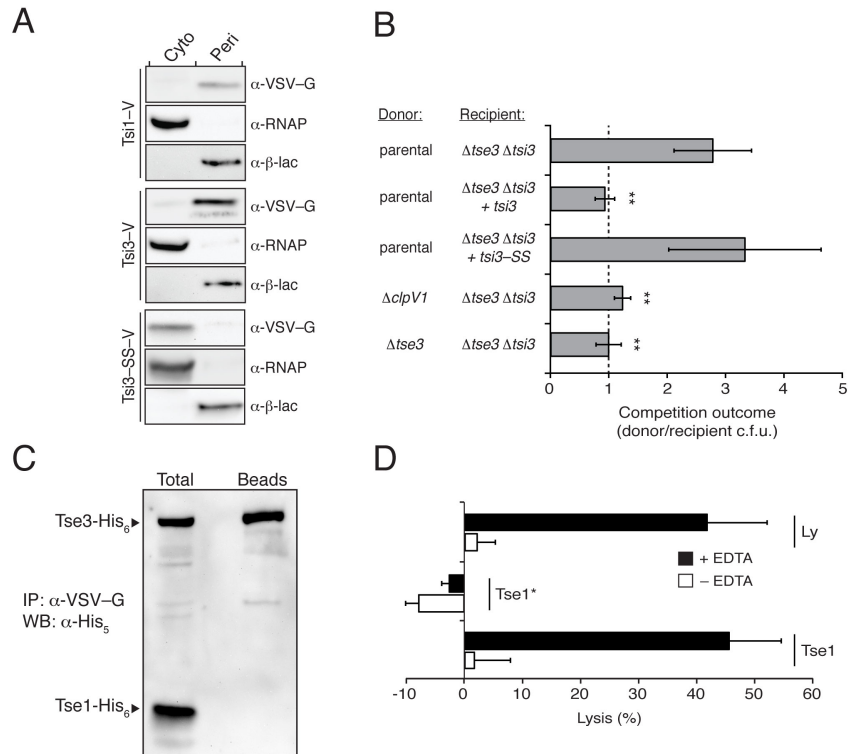 A
Cyto Peri
Tsi1–V
α-VSV–G
α-RNAP
α-β-lac
Tsi3–V
α-VSV–G
α-RNAP
α-β-lac
Tsi3–SS–V
α-VSV–G
α-RNAP
α-β-lac
B
Donor: Recipient:
parental Δtse3 Δtsi3
parental Δtse3 Δtsi3
+ tsi3
**
parental Δtse3 Δtsi3
+ tsi3–SS
ΔclpV1 Δtse3 Δtsi3 **
Δtse3 Δtse3 Δtsi3 **
0 1 2 3 4 5
Competition outcome
(donor/recipient c.f.u.)
C
Total Beads
Tse3-His6
IP: α-VSV–G
WB: α-His5
Tse1-His6
D
Ly
+ EDTA
– EDTA
Tse1*
Tse1
-10 0 10 20 30 40 50 60
Lysis (%)